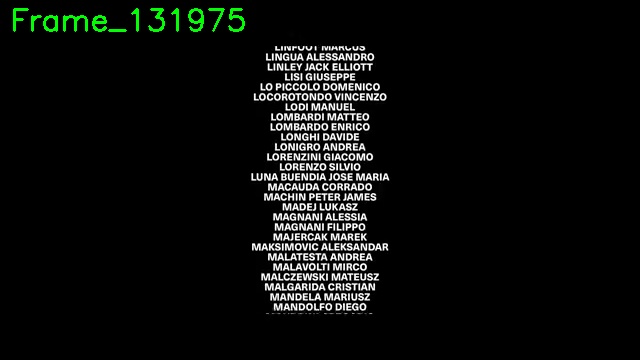 Frame_131975
LINFOOT MARCUS
LINGUA ALESSANDRO
LINLEY JACK ELLIOTT
LISI GIUSEPPE
LO PICCOLO DOMENICO
LOCOROTONDO VINCENZO
LODI MANUEL
LOMBARDI MATTEO
LOMBARDO ENRICO
LONGHI DAVIDE
LONIGRO ANDREA
LORENZINI GIACOMO
LORENZO SILVIO
LUNA BUENDIA JOSE MARIA
MACAUDA CORRADO
MACHIN PETER JAMES
MADEJ LUKASZ
MAGNANI ALESSIA
MAGNANI FILIPPO
MAJERCAK MAREK
MAKSIMOVIC ALEKSANDAR
MALATESTA ANDREA
MALAVOLTI MIRCO
MALCZEWSKI MATEUSZ
MALGARIDA CRISTIAN
MANDELA MARIUSZ
MANDOLFO DIEGO